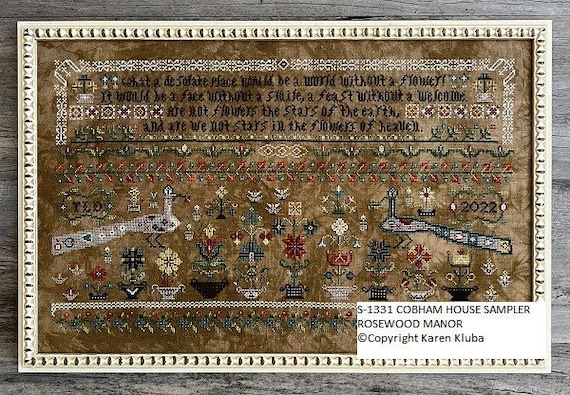 What a desolate place would be a world without a flower!
It would be a face without a smile, a feast without a welcome.
Are not flowers the stars of the earth,
and are we not stars in the flowers of heaven.
2022
S-1331 COBHAM HOUSE SAMPLER
ROSEWOOD MANOR
©Copyright Karen Kluba